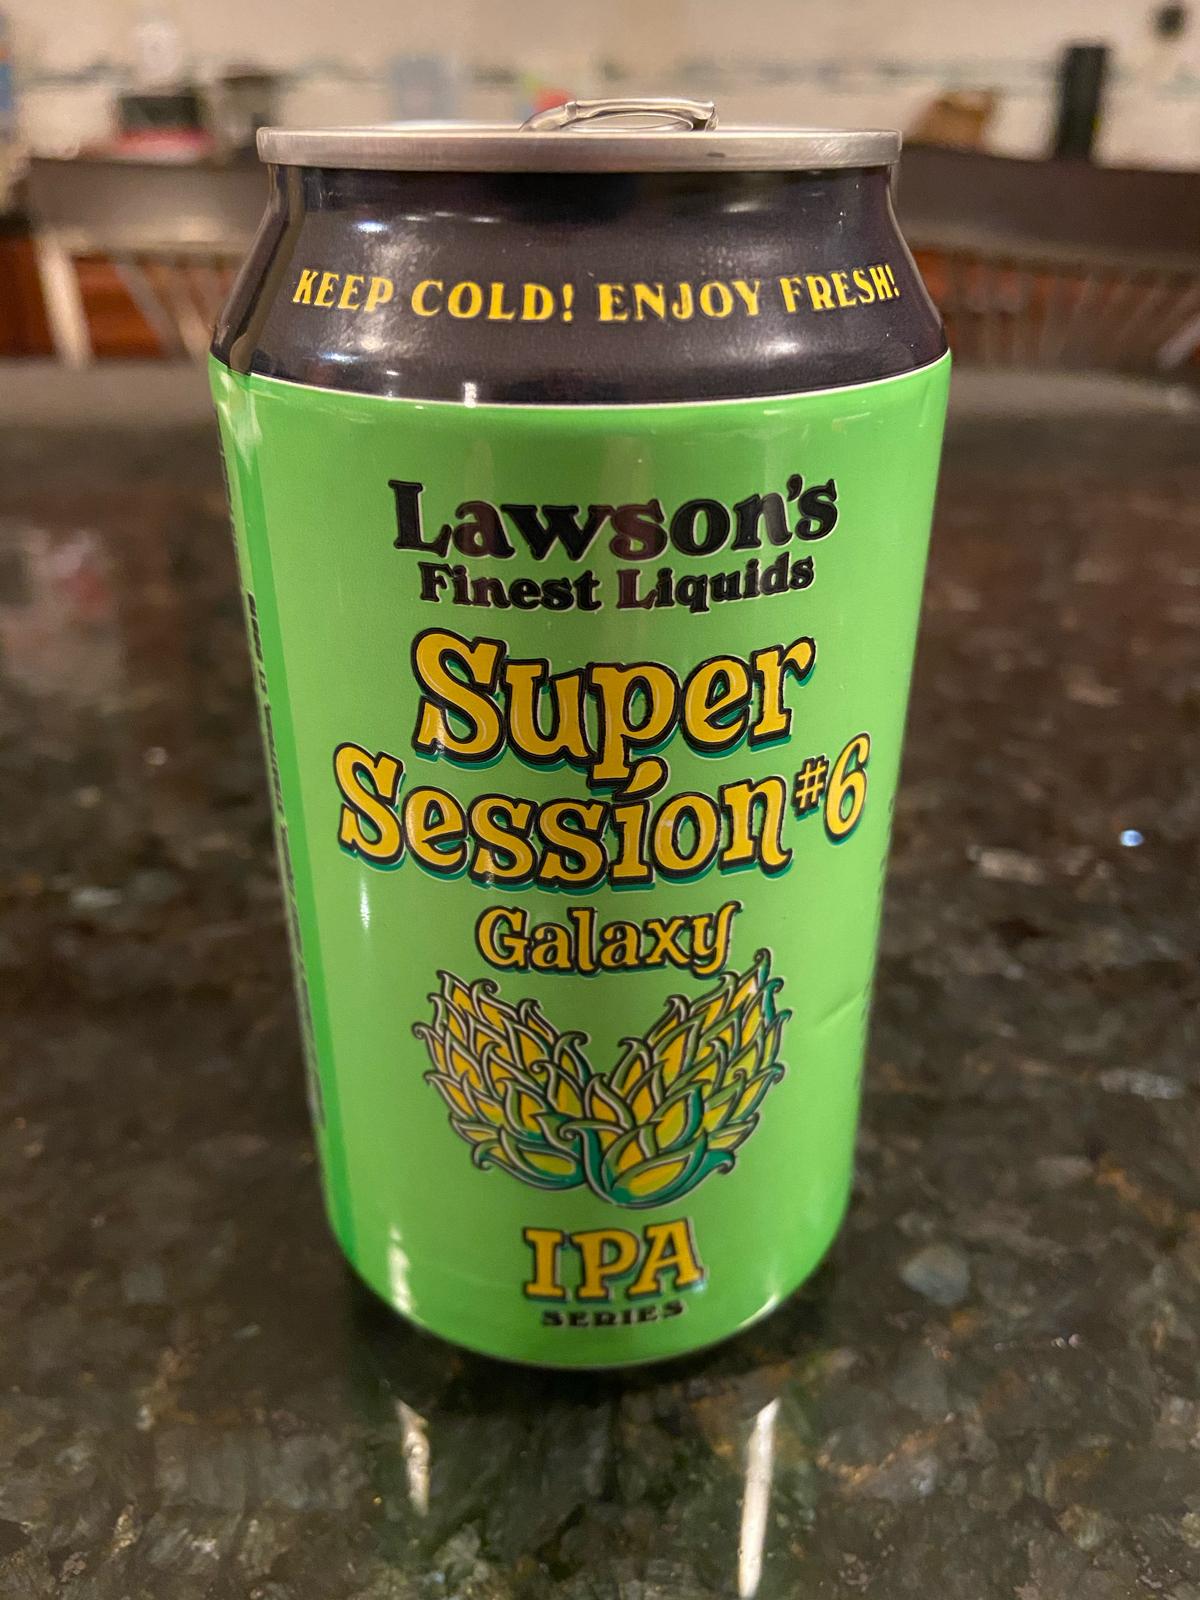 KEEP COLD! ENJOY FRESH!
Lawson's
Finest Liquids
Super
Session #6
Galaxy
IPA
SERIES